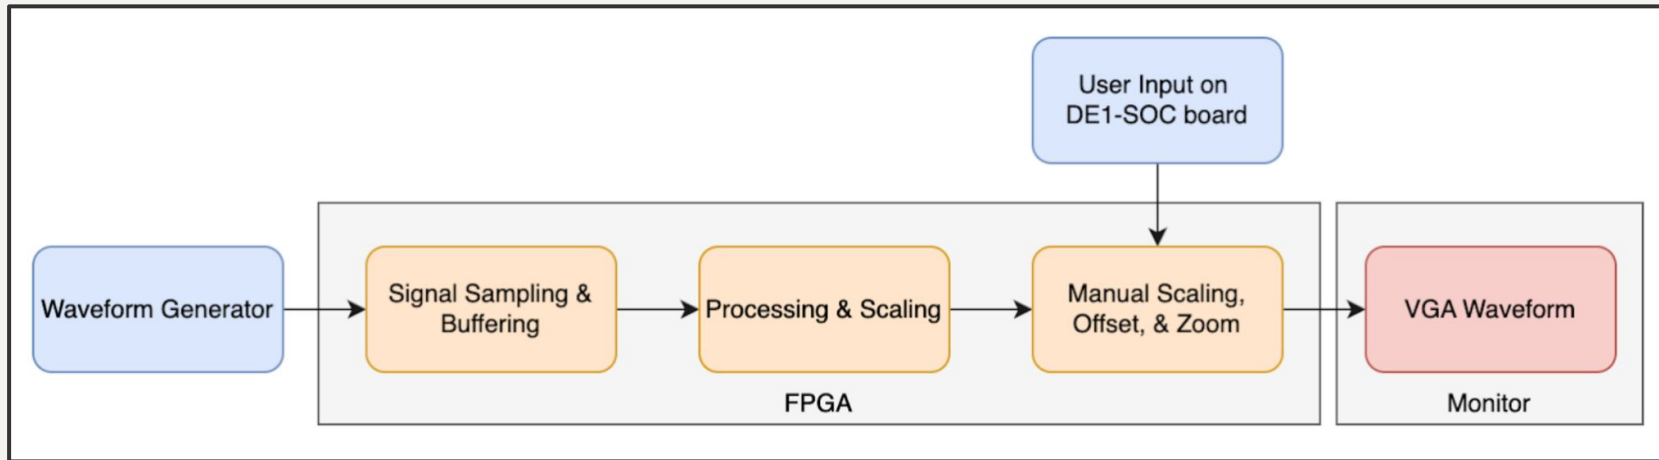 User Input on
DE1-SOC board
Waveform Generator
Signal Sampling &
Buffering
Processing & Scaling
Manual Scaling,
Offset, & Zoom
VGA Waveform
FPGA
Monitor